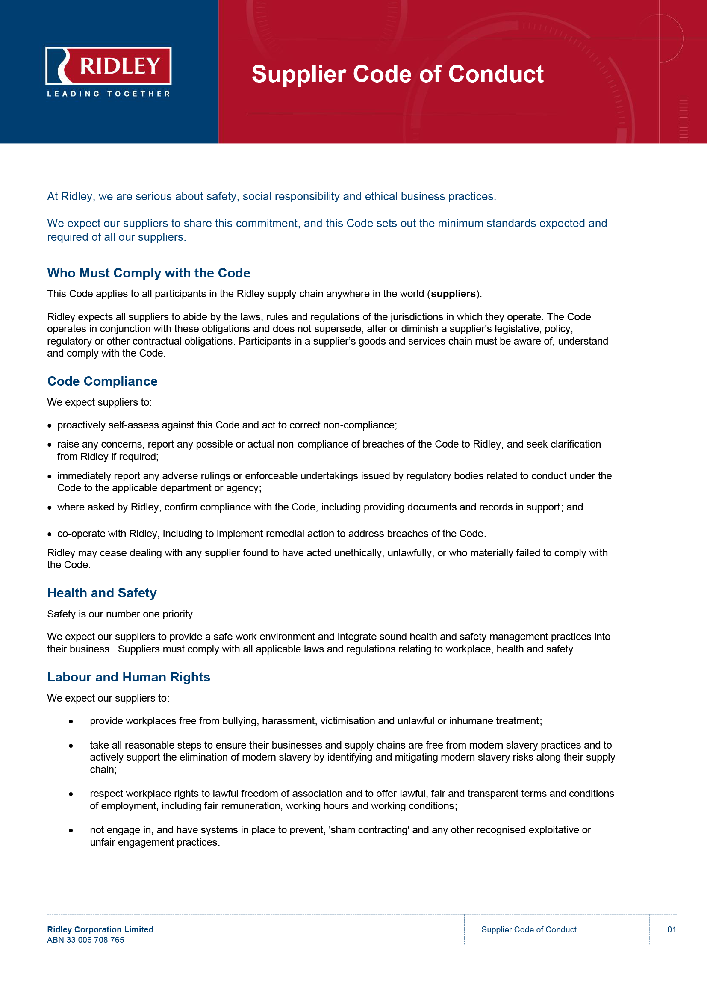 RIDLEY
LEADING TOGETHER
Supplier Code of Conduct
At Ridley, we are serious about safety, social responsibility and ethical business practices.
We expect our suppliers to share this commitment, and this Code sets out the minimum standards expected and
required of all our suppliers.
Who Must Comply with the Code
This Code applies to all participants in the Ridley supply chain anywhere in the world (suppliers).
Ridley expects all suppliers to abide by the laws, rules and regulations of the jurisdictions in which they operate. The Code
operates in conjunction with these obligations and does not supersede, alter or diminish a supplier's legislative, policy,
regulatory or other contractual obligations. Participants in a supplier’s goods and services chain must be aware of, understand
and comply with the Code.
Code Compliance
We expect suppliers to:
• proactively self-assess against this Code and act to correct non-compliance;
• raise any concerns, report any possible or actual non-compliance of breaches of the Code to Ridley, and seek clarification
from Ridley if required;
• immediately report any adverse rulings or enforceable undertakings issued by regulatory bodies related to conduct under the
Code to the applicable department or agency;
• where asked by Ridley, confirm compliance with the Code, including providing documents and records in support; and
• co-operate with Ridley, including to implement remedial action to address breaches of the Code.
Ridley may cease dealing with any supplier found to have acted unethically, unlawfully, or who materially failed to comply with
the Code.
Health and Safety
Safety is our number one priority.
We expect our suppliers to provide a safe work environment and integrate sound health and safety management practices into
their business.  Suppliers must comply with all applicable laws and regulations relating to workplace, health and safety.
Labour and Human Rights
We expect our suppliers to:
• provide workplaces free from bullying, harassment, victimisation and unlawful or inhumane treatment;
• take all reasonable steps to ensure their businesses and supply chains are free from modern slavery practices and to
actively support the elimination of modern slavery by identifying and mitigating modern slavery risks along their supply
chain;
• respect workplace rights to lawful freedom of association and to offer lawful, fair and transparent terms and conditions
of employment, including fair remuneration, working hours and working conditions;
• not engage in, and have systems in place to prevent, 'sham contracting' and any other recognised exploitative or
unfair engagement practices.
Ridley Corporation Limited
ABN 33 006 708 765
Supplier Code of Conduct
01